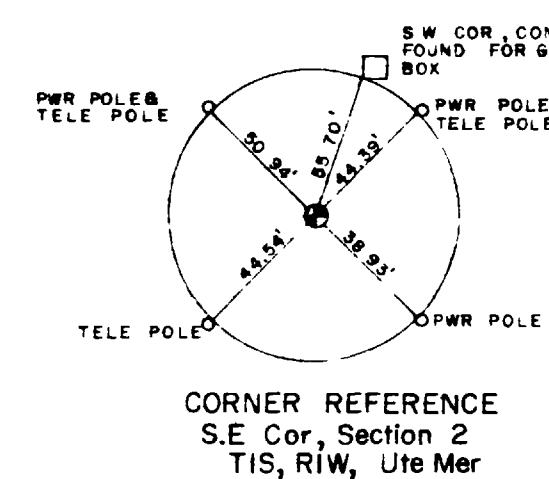 S W COR , CON
FOUND FOR G
BOX
PWR POLE&
TELE POLE
PWR POLE
TELE POLE
50 94'
85 70'
44.39'
44.54'
38 93'
TELE POLE
PWR POLE
CORNER REFERENCE
S.E Cor, Section 2
TIS, RIW, Ute Mer